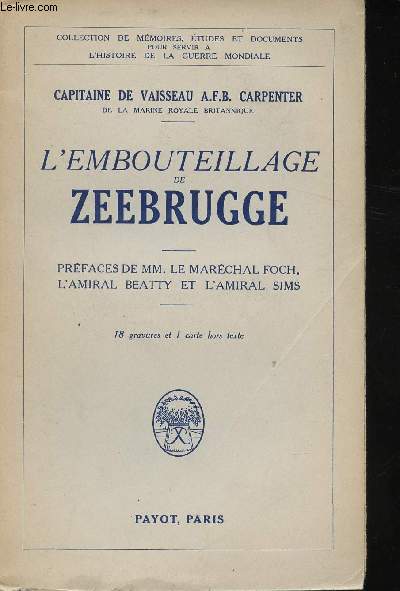 Le-livre.com
COLLECTION DE MÉMOIRES, ÉTUDES ET DOCUMENTS
POUR SERVIR A
L'HISTOIRE DE LA GUERRE MONDIALE
CAPITAINE DE VAISSEAU A.F.B. CARPENTER
DE LA MARINE ROYALE BRITANNIQUE
L'EMBOUTEILLAGE
DE
ZEEBRUGGE
PRÉFACES DE MM. LE MARÉCHAL FOCH,
L'AMIRAL BEATTY ET L'AMIRAL SIMS
18 gravures et 1 carte hors texte
PAYOT, PARIS